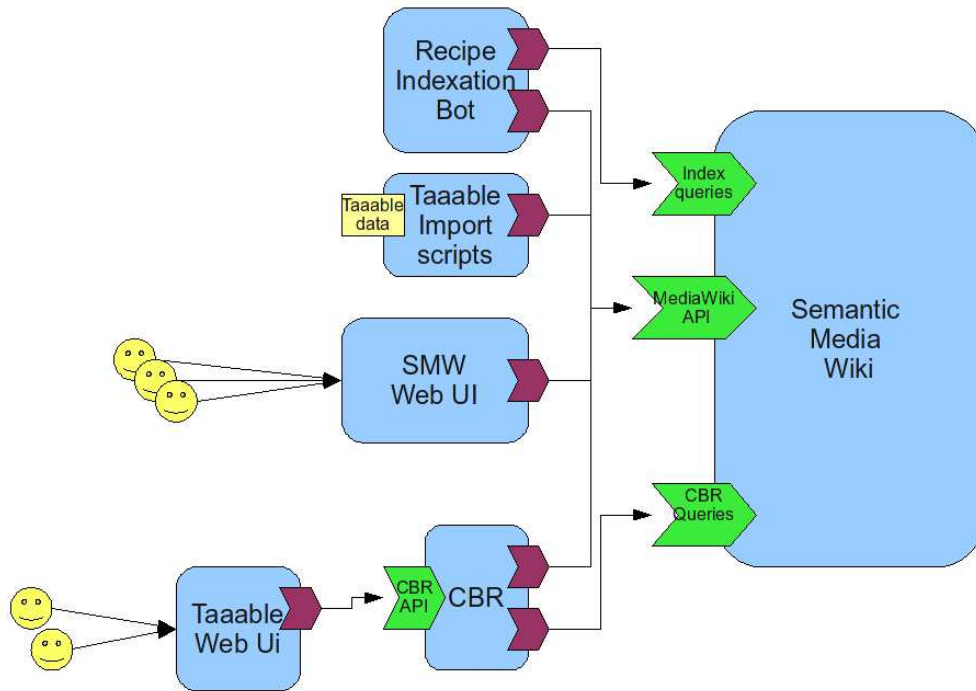 Recipe
Indexation
Bot
Index
queries
Taaable
data
Taaable
Import
scripts
MediaWiki
API
Semantic
Media
Wiki
SMW
Web UI
CBR
Queries
CBR
API
CBR
Taaable
Web Ui